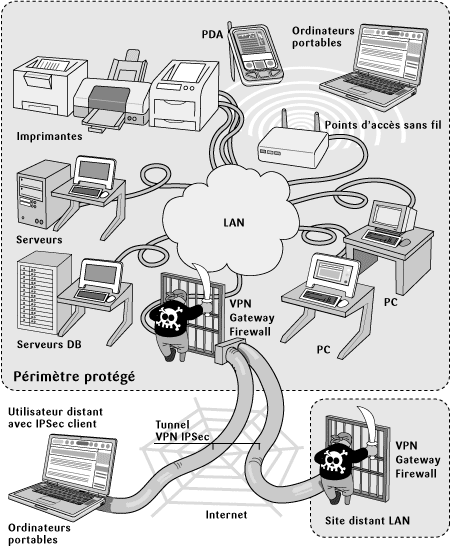 PDA
Ordinateurs
portables
Imprimantes
Points d'accès sans fil
Serveurs
LAN
PC
VPN
Gateway
Firewall
Serveurs DB
PC
Périmètre protégé
Utilisateur distant
avec IPSec client
Tunnel
VPN IPSec
VPN
Gateway
Firewall
Internet
Site distant LAN
Ordinateurs
portables